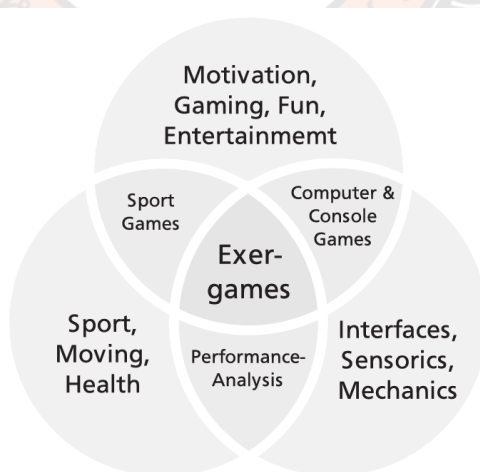 Motivation,
Gaming, Fun,
Entertainmemt
Sport
Games
Computer &
Console
Games
Exer-
games
Sport,
Moving,
Health
Performance-
Analysis
Interfaces,
Sensorics,
Mechanics